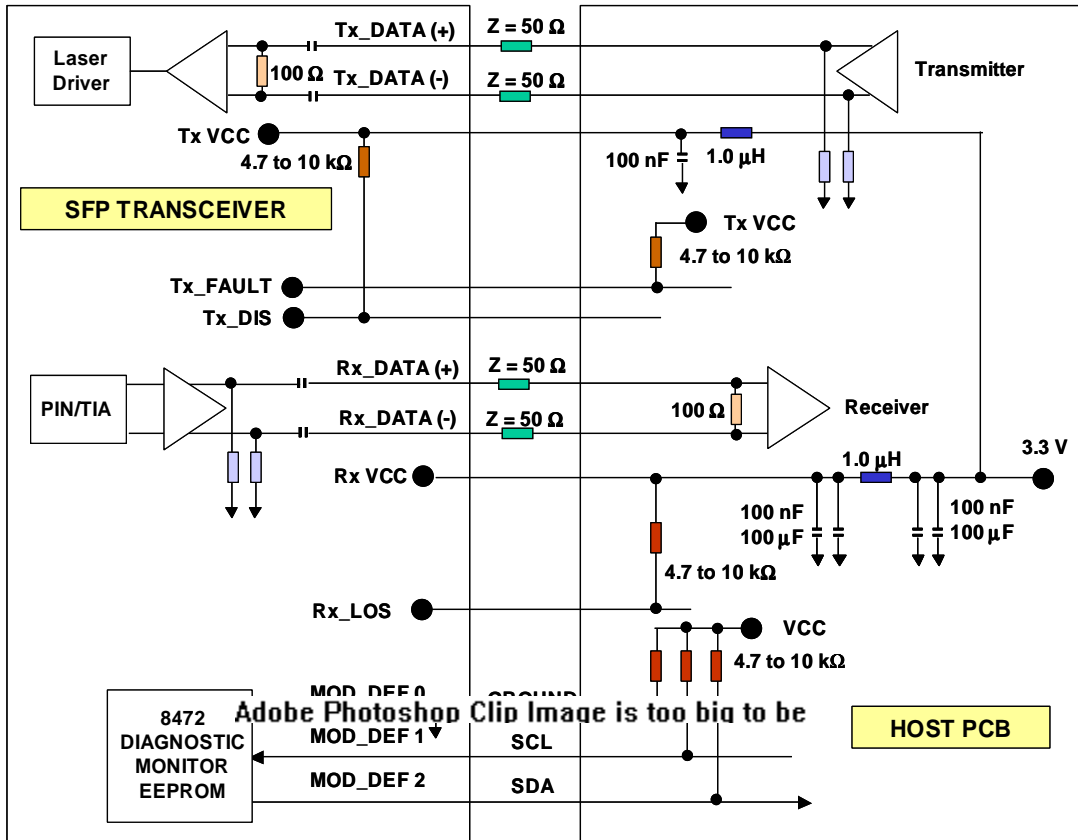 Tx_DATA (+)
Z = 50 Ω
Laser
Driver
100 Ω
Transmitter
Tx_DATA (-)
Z = 50 Ω
Tx VCC
4.7 to 10 kΩ
100 nF
1.0 μH
SFP TRANSCEIVER
Tx VCC
4.7 to 10 kΩ
Tx_FAULT
Tx_DIS
Rx_DATA (+)
Z = 50 Ω
PIN/TIA
100 Ω
Receiver
Rx_DATA (-)
Z = 50 Ω
Rx VCC
1.0 μH
3.3 V
100 nF
100 μF
100 nF
100 μF
4.7 to 10 kΩ
Rx_LOS
VCC
4.7 to 10 kΩ
MOD_DEF 0
GROUND
8472
DIAGNOSTIC
MONITOR
EEPROM
Adobe Photoshop Clip Image is too big to be
HOST PCB
MOD_DEF 1
SCL
MOD_DEF 2
SDA